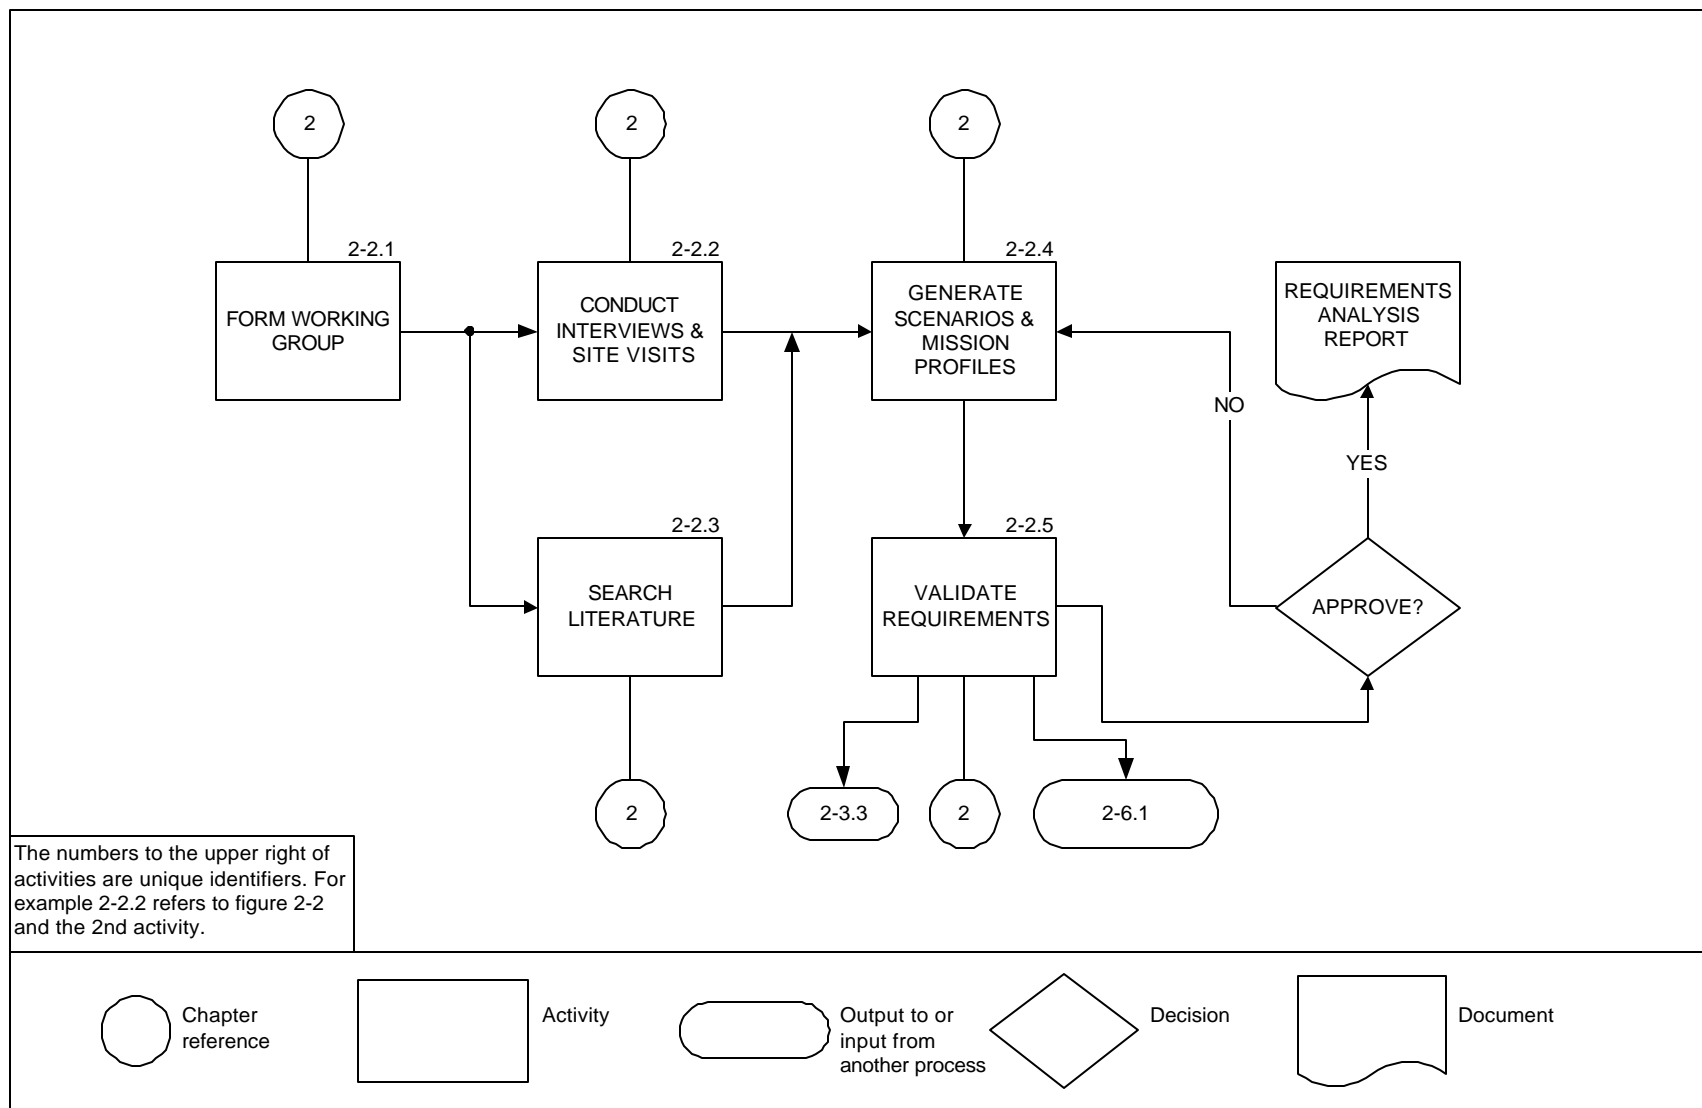 2
2
2
2-2.1
2-2.2
2-2.4
FORM WORKING
GROUP
CONDUCT
INTERVIEWS &
SITE VISITS
GENERATE
SCENARIOS &
MISSION
PROFILES
REQUIREMENTS
ANALYSIS
REPORT
NO
YES
2-2.3
2-2.5
SEARCH
LITERATURE
VALIDATE
REQUIREMENTS
APPROVE?
2
2-3.3
2
2-6.1
The numbers to the upper right of
activities are unique identifiers. For
example 2-2.2 refers to figure 2-2
and the 2nd activity.
Chapter
reference
Activity
Output to or
input from
another process
Decision
Document